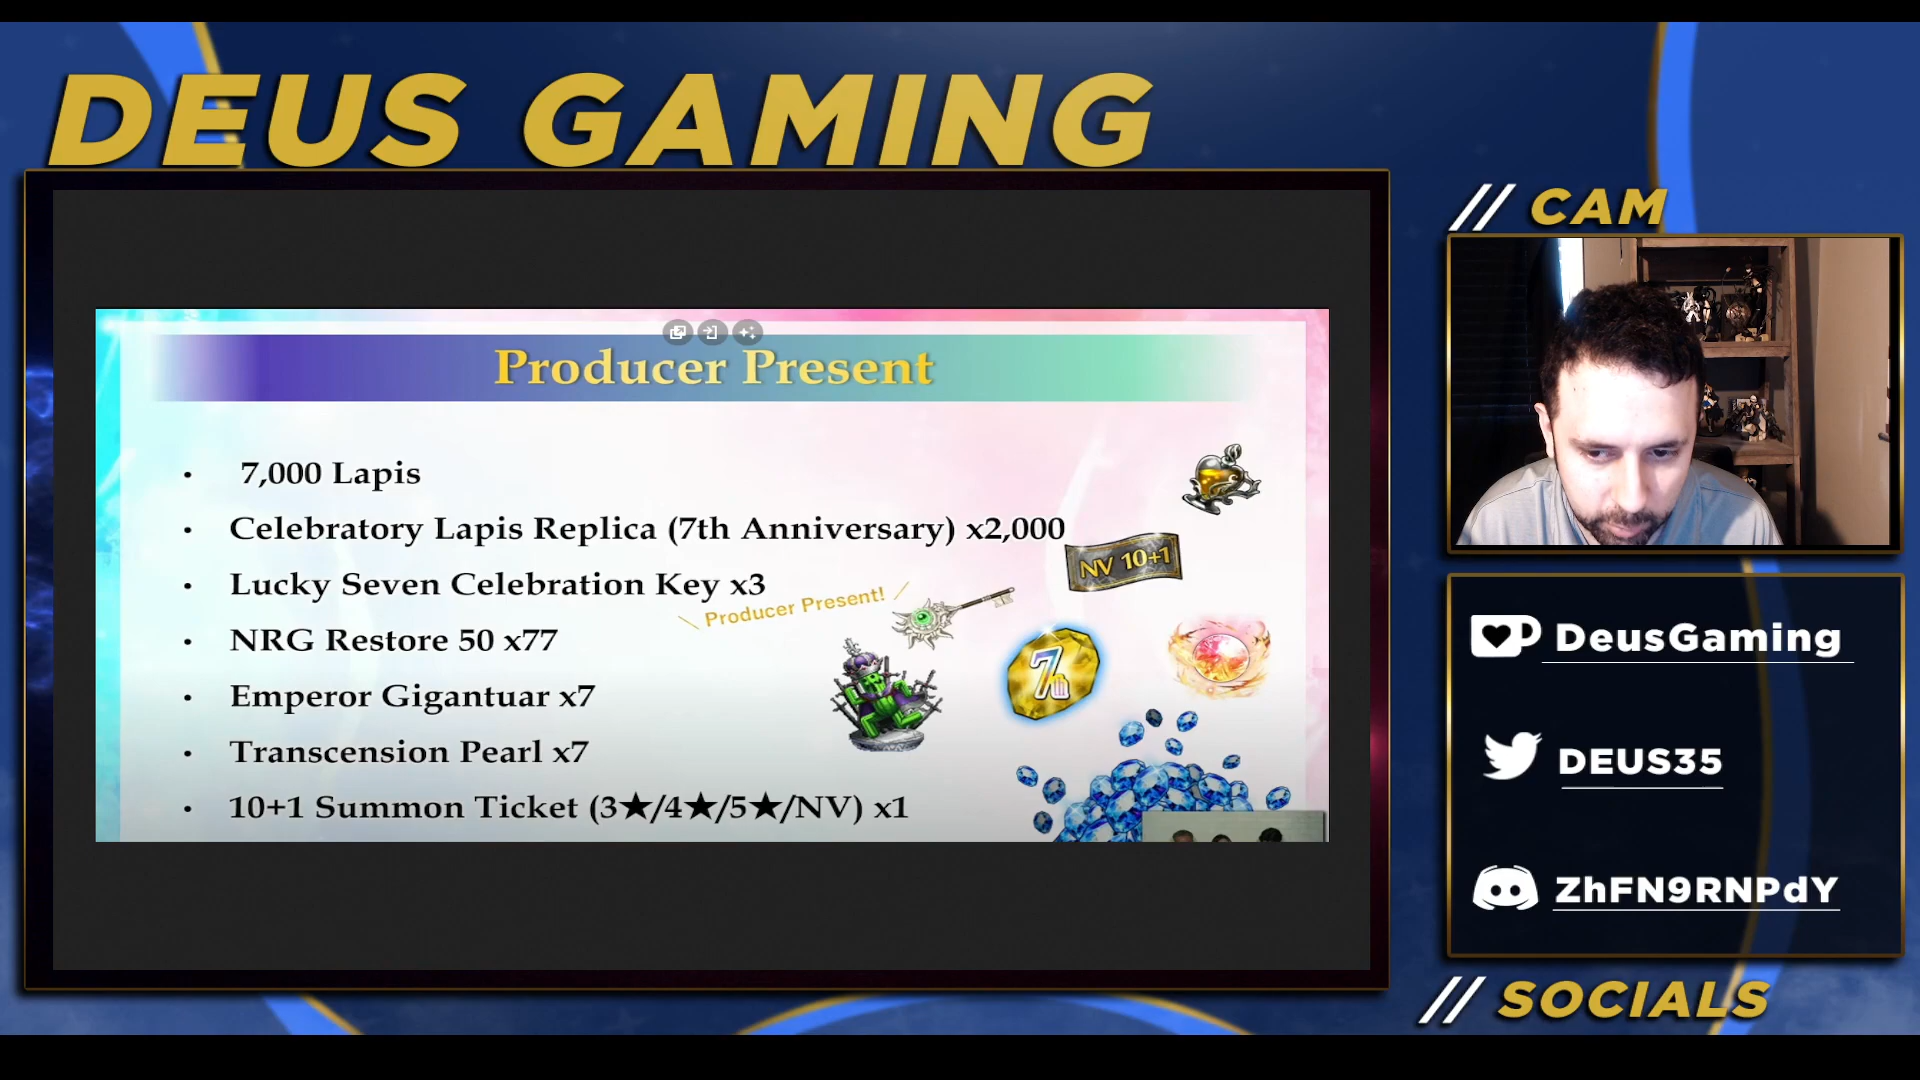 DEUS GAMING
// CAM
Producer Present
• 7,000 Lapis
• Celebratory Lapis Replica (7th Anniversary) x2,000
NV 10+1
• Lucky Seven Celebration Key x3
\ Producer Present! /
• NRG Restore 50 x77
7th
• Emperor Gigantuar x7
• Transcension Pearl x7
• 10+1 Summon Ticket (3★/4★/5★/NV) x1
DeusGaming
DEUS35
ZhFN9RNPdY
// SOCIALS